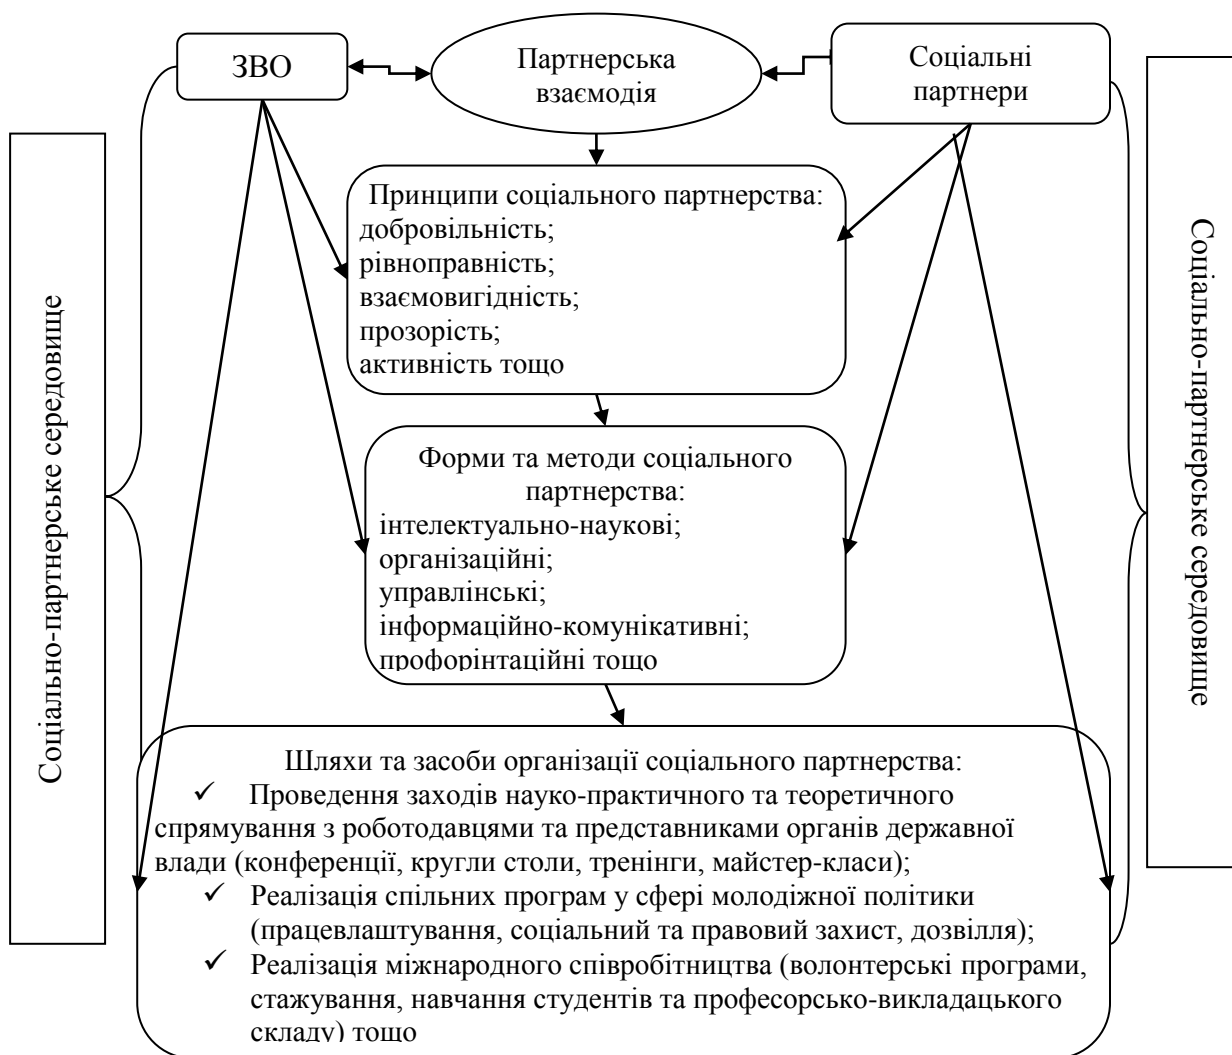 ЗВО
Партнерська
взаємодія
Соціальні
партнери
Соціально-партнерське середовище
Принципи соціального партнерства:
добровільність;
рівноправність;
взаємовигідність;
прозорість;
активність тощо
Форми та методи соціального
партнерства:
інтелектуально-наукові;
організаційні;
управлінські;
інформаційно-комунікативні;
профорінтаційні тощо
Соціально-партнерське середовище
Шляхи та засоби організації соціального партнерства:
✓ Проведення заходів науко-практичного та теоретичного
спрямування з роботодавцями та представниками органів державної
влади (конференції, кругли столи, тренінги, майстер-класи);
✓ Реалізація спільних програм у сфері молодіжної політики
(працевлаштування, соціальний та правовий захист, дозвілля);
✓ Реалізація міжнародного співробітництва (волонтерські програми,
стажування, навчання студентів та професорсько-викладацького
складу) тощо